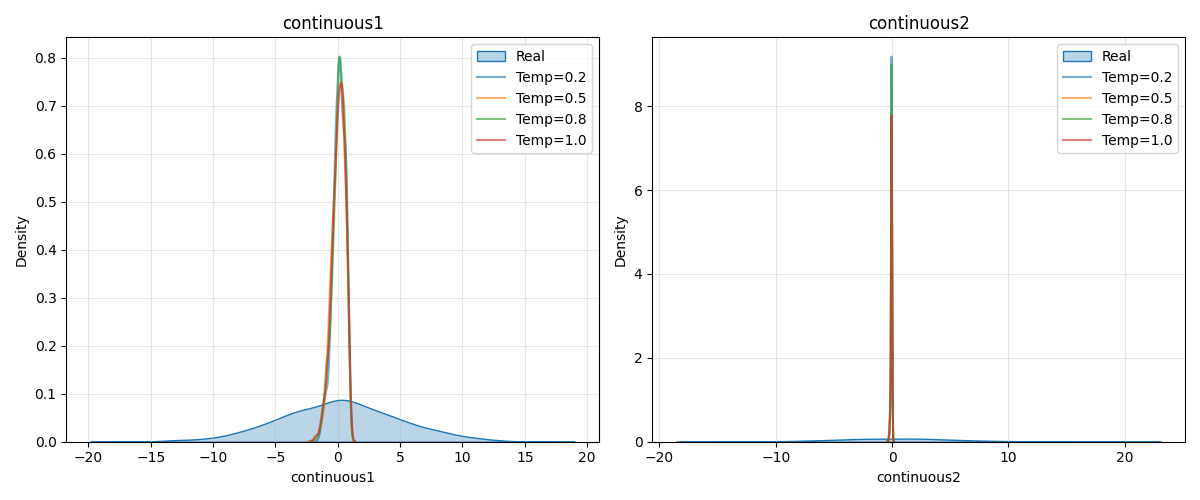 continuous1
0.8
0.7
0.6
0.5
0.4
0.3
0.2
0.1
0.0
Density
−20 −15 −10 −5 0 5 10 15 20
continuous1
Real
Temp=0.2
Temp=0.5
Temp=0.8
Temp=1.0
continuous2
8
6
4
2
0
Density
−20 −10 0 10 20
continuous2
Real
Temp=0.2
Temp=0.5
Temp=0.8
Temp=1.0